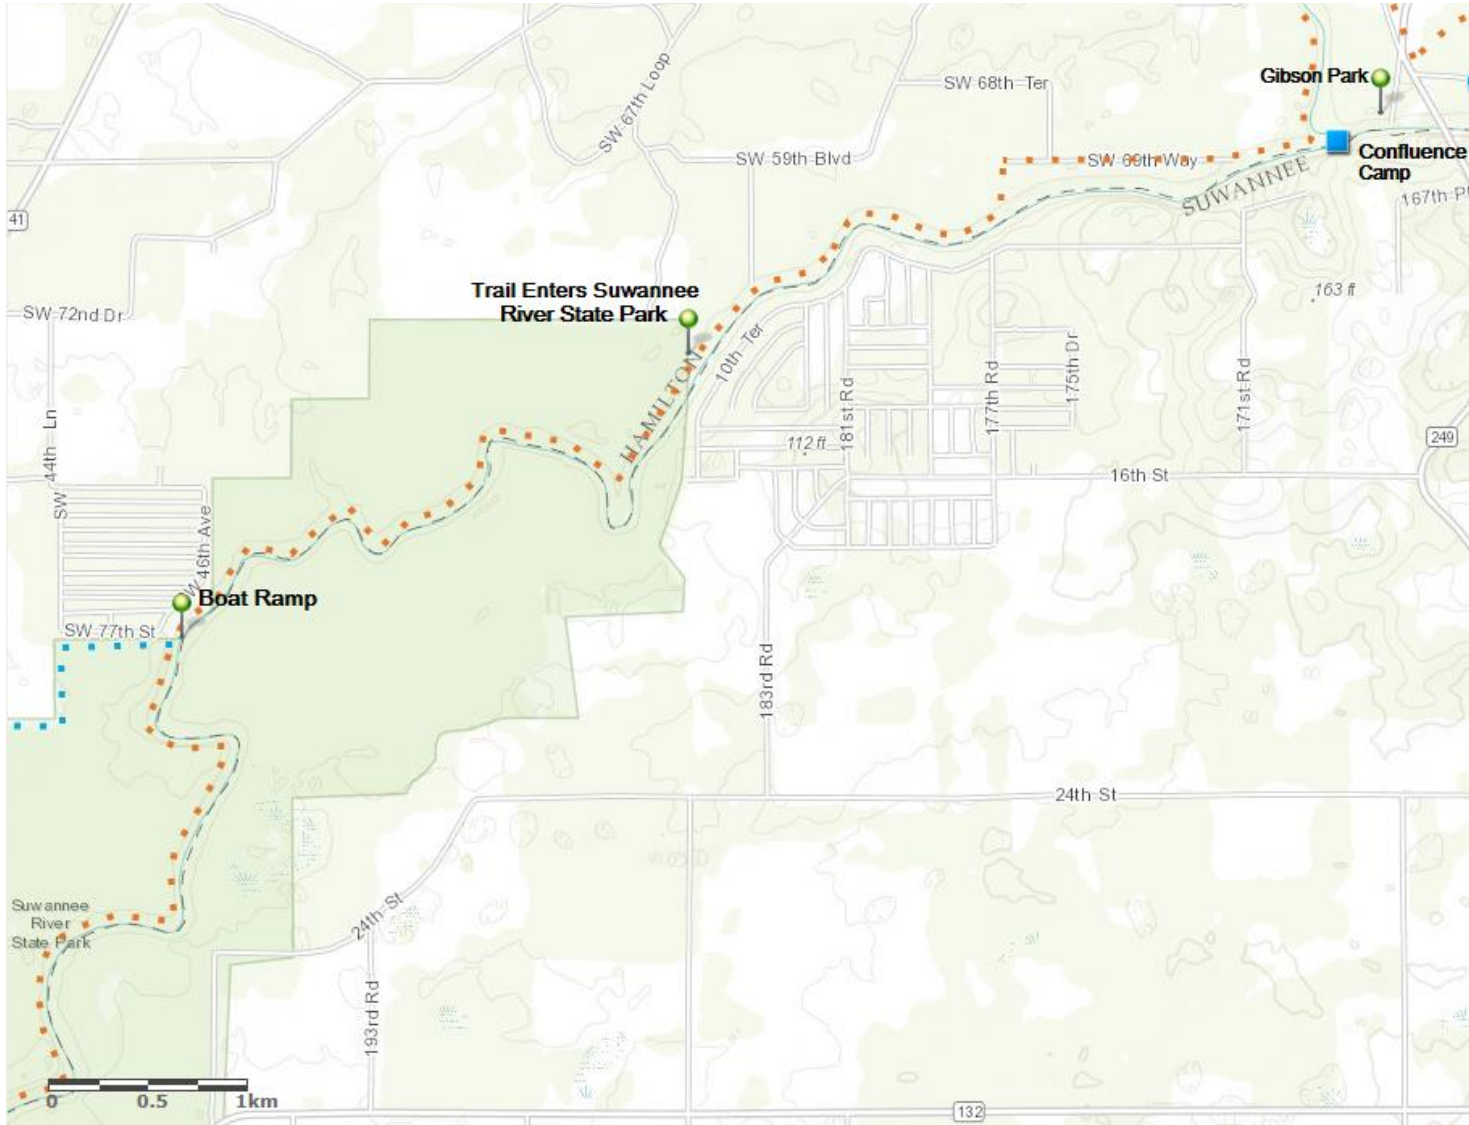 SW 67th Loop
SW 68th Ter
Gibson Park
SW 59th Blvd
SW 69th Way
Confluence
Camp
SUWANNEE
167th Pl
41
Trail Enters Suwannee
River State Park
163 ft
SW 72nd Dr
10th Ter
HAMILTON
175th Dr
181st Rd
177th Rd
171st Rd
SW 44th Ln
112 ft
249
16th St
SW 46th Ave
Boat Ramp
SW 77th St
183rd Rd
24th St
Suwannee
River
State Park
24th St
193rd Rd
0 0.5 1km
132